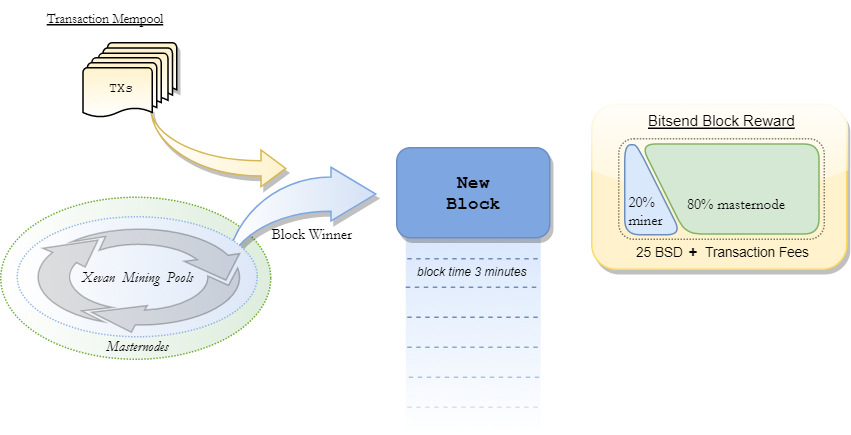 Transaction Mempool
TXs
Xevan Mining Pools
Masternodes
Block Winner
New
Block
block time 3 minutes
Bitsend Block Reward
20%
miner
80% masternode
25 BSD + Transaction Fees